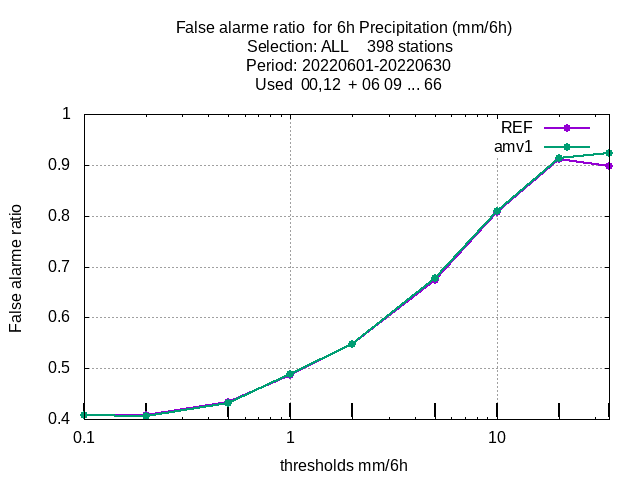 False alarme ratio  for 6h Precipitation (mm/6h)
Selection: ALL    398 stations
Period: 20220601-20220630
Used  00,12  + 06 09 ... 66
1
0.9
0.8
0.7
0.6
0.5
0.4
False alarme ratio
REF
amv1
0.1
1
10
thresholds mm/6h